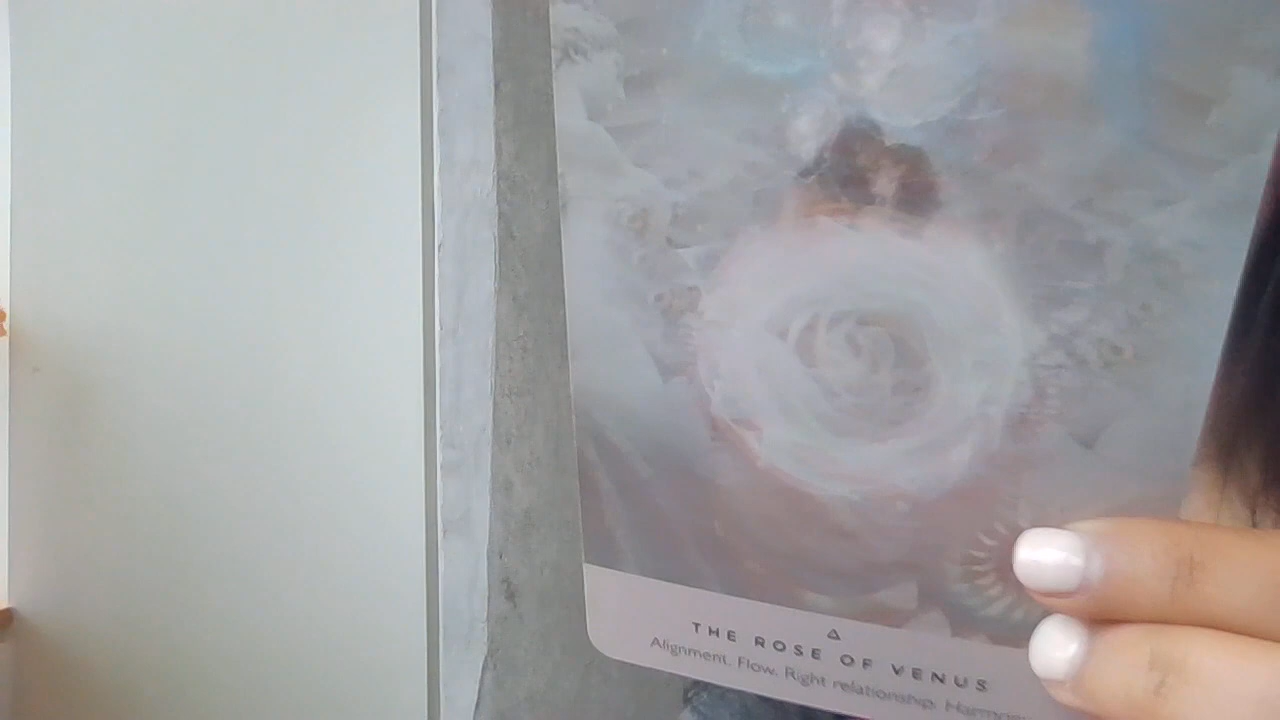 THE ROSE OF VENUS
Alignment. Flow. Right relationship.